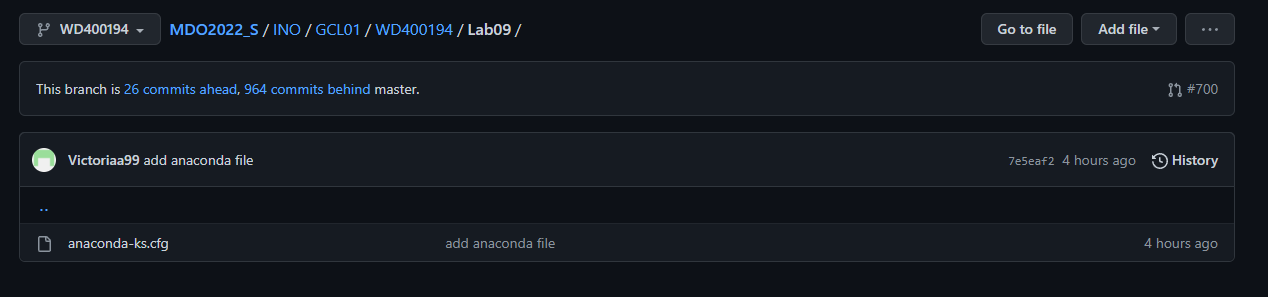 WD400194 MDO2022_S / INO / GCL01 / WD400194 / Lab09 / Go to file Add file ...
This branch is 26 commits ahead, 964 commits behind master. #700
Victoriaa99 add anaconda file 7e5eaf2 4 hours ago History
..
anaconda-ks.cfg add anaconda file 4 hours ago